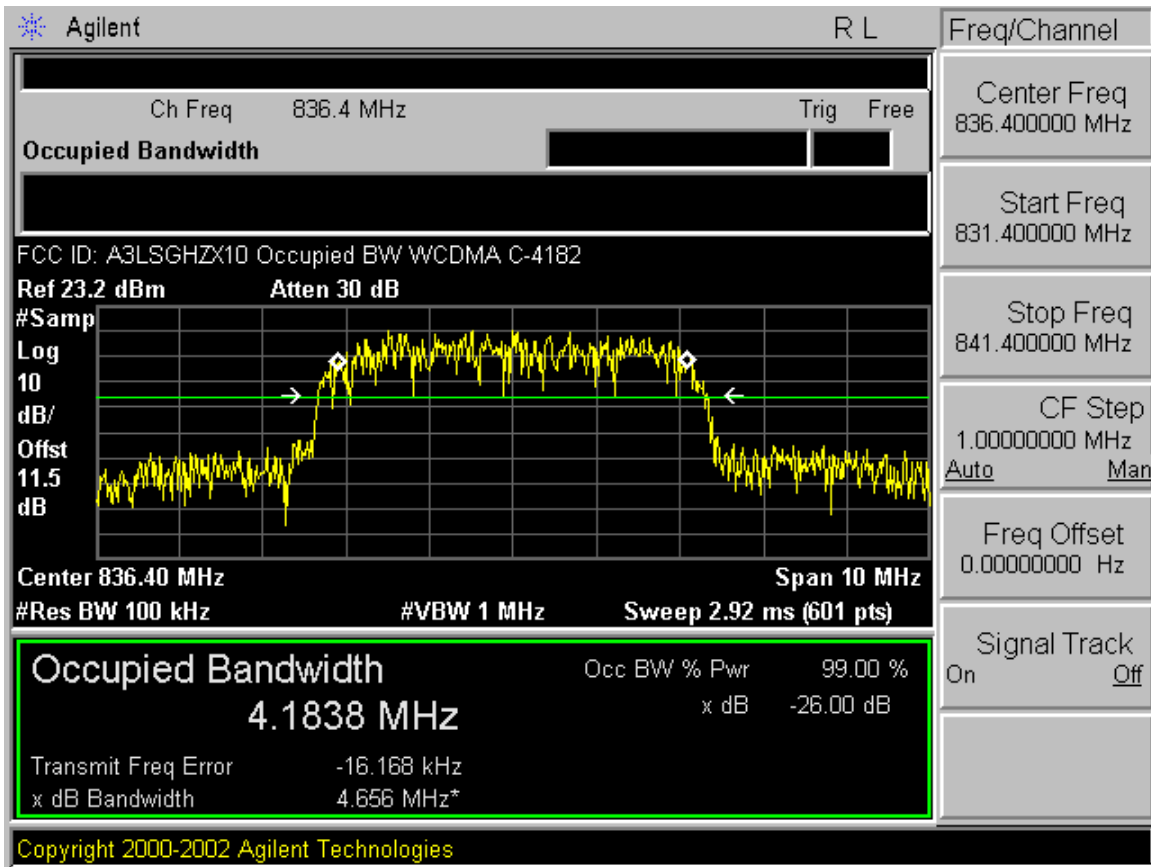 Agilent R L
Ch Freq 836.4 MHz Trig Free
Occupied Bandwidth
FCC ID: A3LSGHZX10 Occupied BW WCDMA C-4182
Ref 23.2 dBm Atten 30 dB
#Samp
Log
10
dB/
Offst
11.5
dB
Center 836.40 MHz Span 10 MHz
#Res BW 100 kHz #VBW 1 MHz Sweep 2.92 ms (601 pts)
Occupied Bandwidth Occ BW % Pwr 99.00 %
4.1838 MHz x dB -26.00 dB
Transmit Freq Error -16.168 kHz
x dB Bandwidth 4.656 MHz*
Copyright 2000-2002 Agilent Technologies
Freq/Channel
Center Freq
836.400000 MHz
Start Freq
831.400000 MHz
Stop Freq
841.400000 MHz
CF Step
1.00000000 MHz
Auto Man
Freq Offset
0.00000000 Hz
Signal Track
On Off